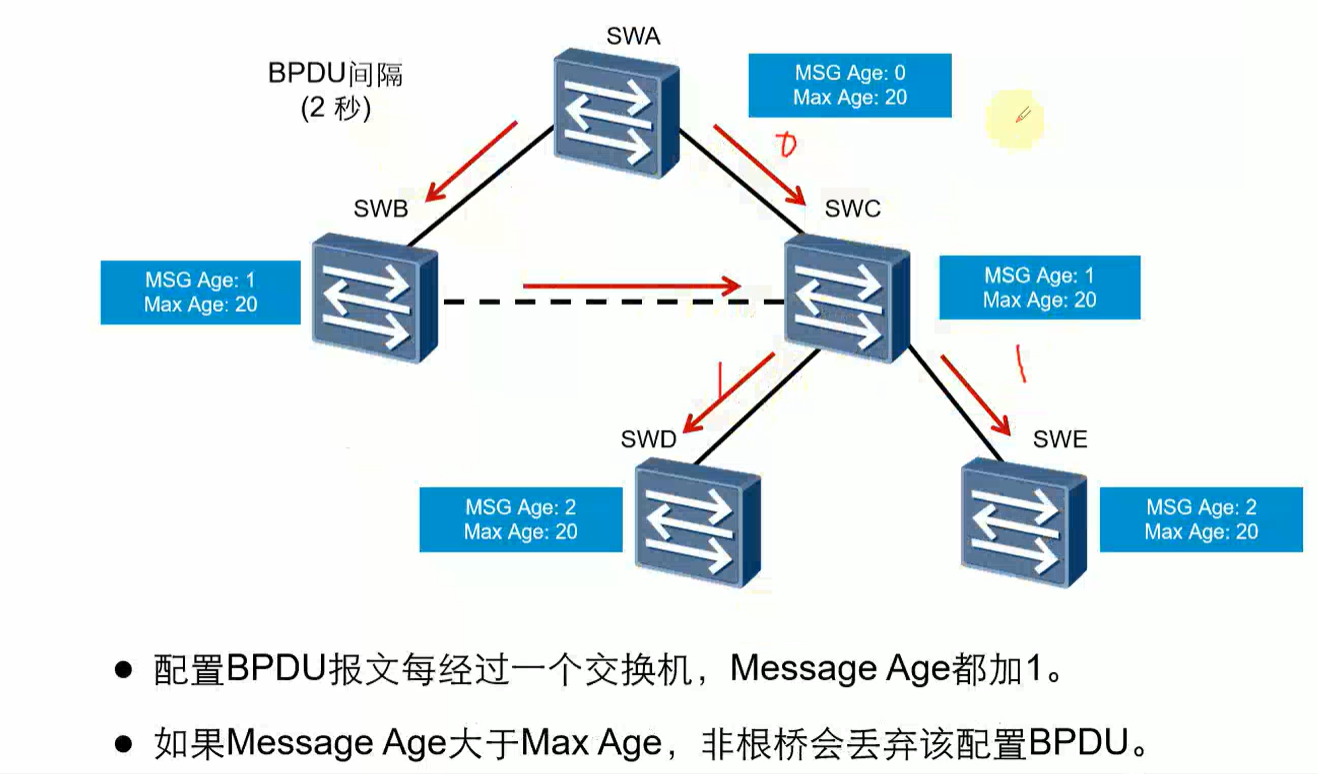 SWA
BPDU间隔
(2 秒)
MSG Age: 0
Max Age: 20
0
SWB
SWC
MSG Age: 1
Max Age: 20
MSG Age: 1
Max Age: 20
1
1
SWD
SWE
MSG Age: 2
Max Age: 20
MSG Age: 2
Max Age: 20
● 配置BPDU报文每经过一个交换机，Message Age都加1。
● 如果Message Age大于Max Age，非根桥会丢弃该配置BPDU。